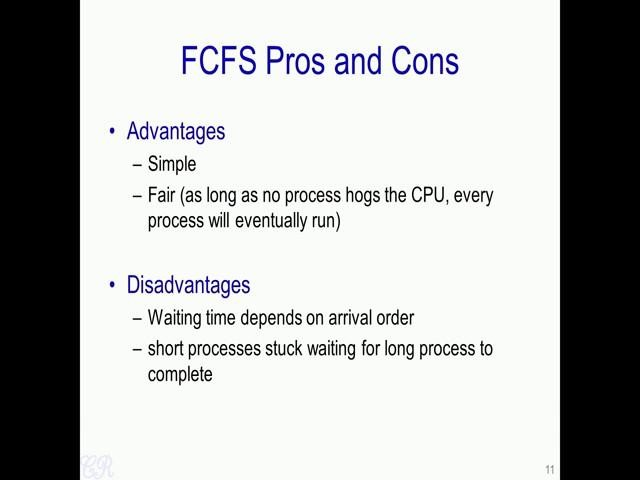 FCFS Pros and Cons
• Advantages
– Simple
– Fair (as long as no process hogs the CPU, every
process will eventually run)
• Disadvantages
– Waiting time depends on arrival order
– short processes stuck waiting for long process to
complete
CR
11